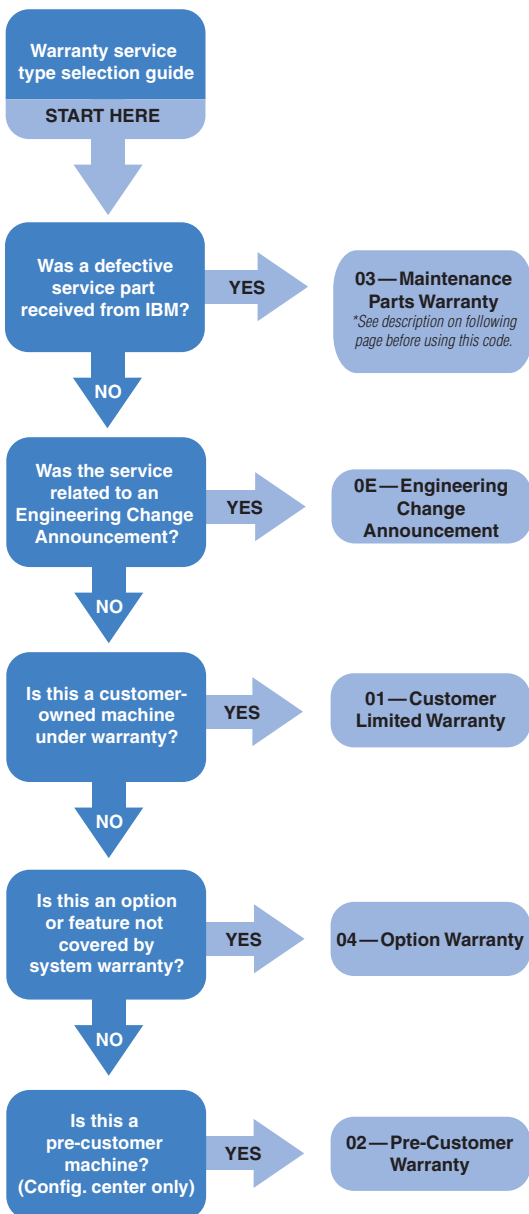 Warranty service
type selection guide
START HERE
Was a defective
service part
received from IBM?
YES
03—Maintenance
Parts Warranty
*See description on following
page before using this code.
NO
Was the service
related to an
Engineering Change
Announcement?
YES
0E—Engineering
Change
Announcement
NO
Is this a customer-
owned machine
under warranty?
YES
01—Customer
Limited Warranty
NO
Is this an option
or feature not
covered by
system warranty?
YES
04—Option Warranty
NO
Is this a
pre-customer
machine?
(Config. center only)
YES
02—Pre-Customer
Warranty